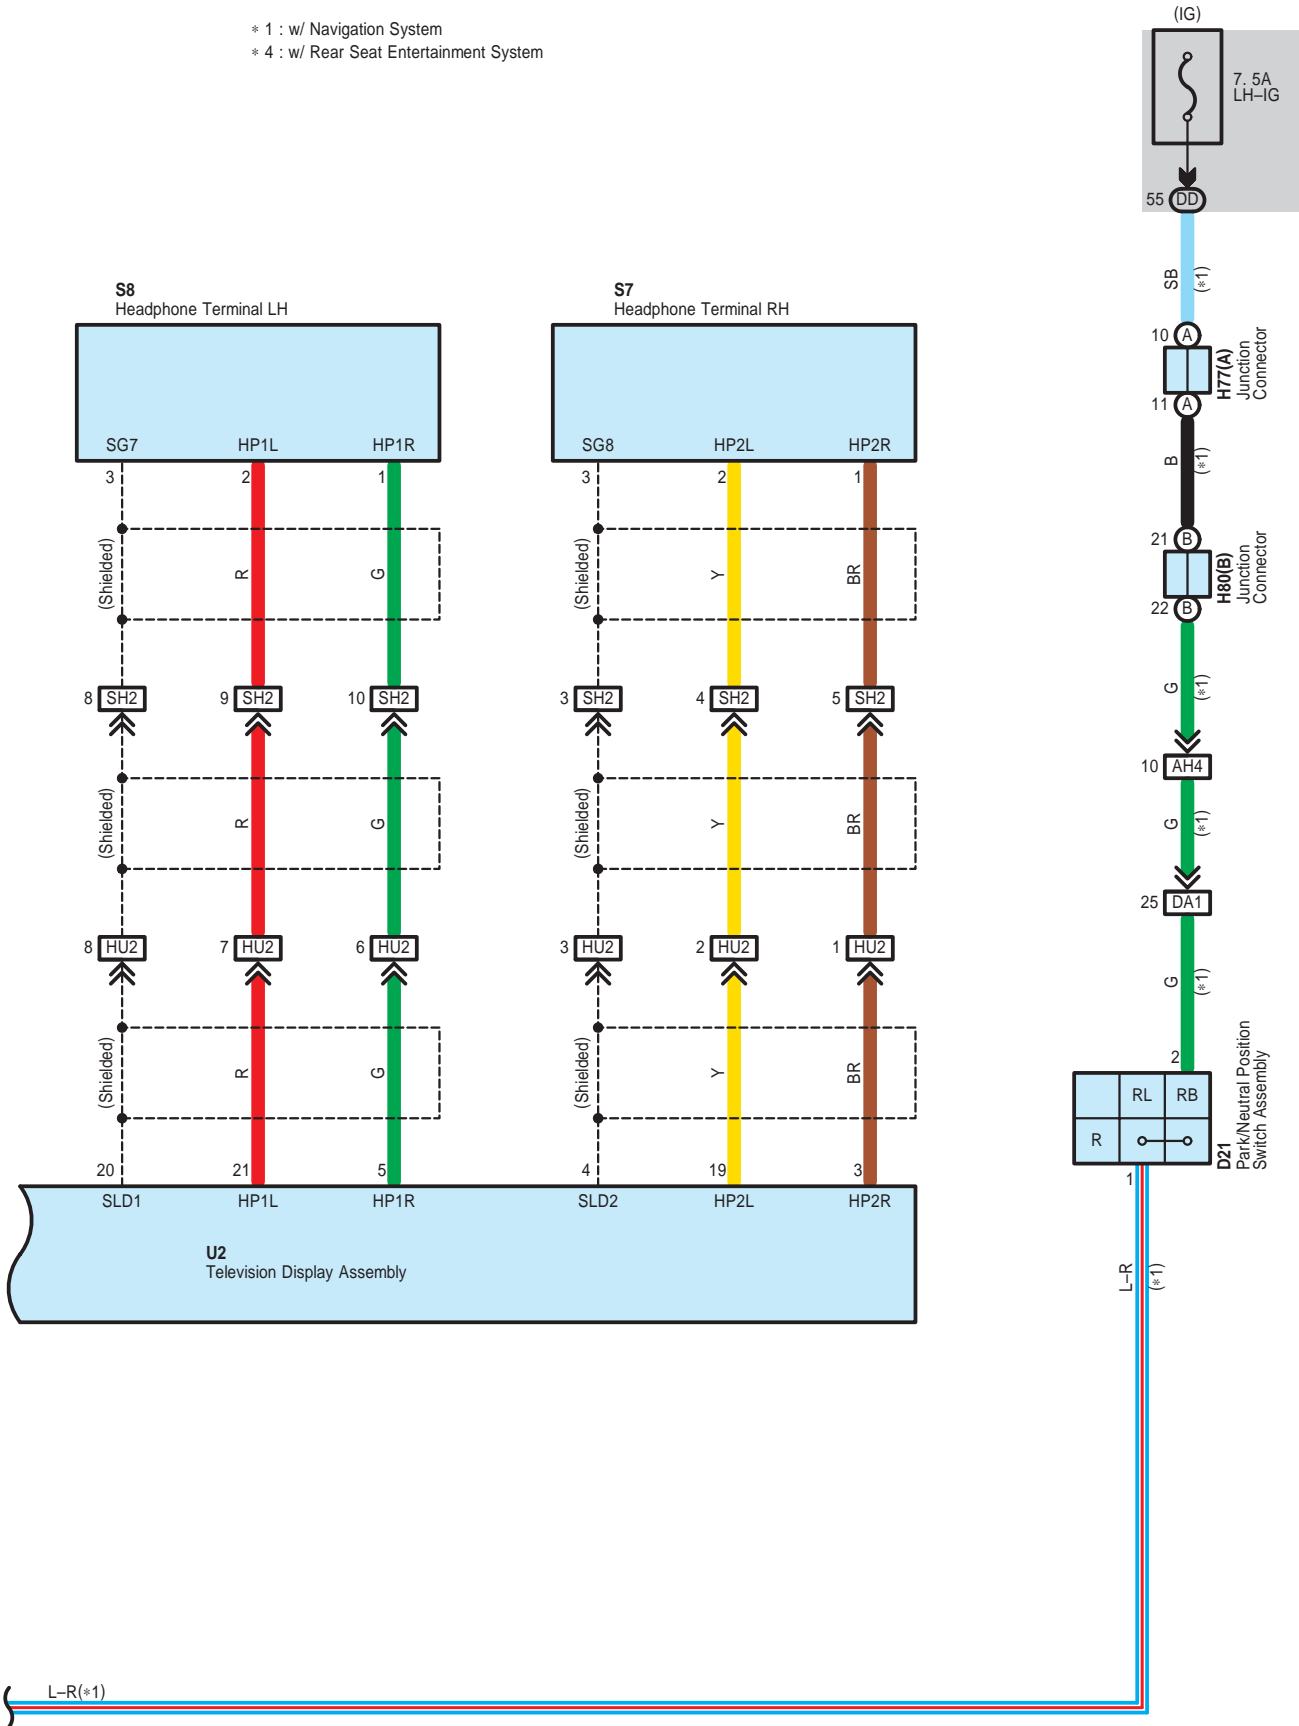 ∗ 1 : w/ Navigation System
∗ 4 : w/ Rear Seat Entertainment System
(IG)
7. 5A
LH–IG
55 DD
SB
(∗1)
10 A
H77(A)
Junction
Connector
11 A
B
(∗1)
21 B
H80(B)
Junction
Connector
22 B
G
(∗1)
10 AH4
G
(∗1)
25 DA1
G
(∗1)
2
RL RB
R
D21
Park/Neutral Position
Switch Assembly
1
L–R
(∗1)
S8
Headphone Terminal LH
SG7 HP1L HP1R
3 2 1
(Shielded) R G
8 SH2 9 SH2 10 SH2
(Shielded) R G
8 HU2 7 HU2 6 HU2
(Shielded) R G
20 21 5
SLD1 HP1L HP1R
S7
Headphone Terminal RH
SG8 HP2L HP2R
3 2 1
(Shielded) Y BR
3 SH2 4 SH2 5 SH2
(Shielded) Y BR
3 HU2 2 HU2 1 HU2
(Shielded) Y BR
4 19 3
SLD2 HP2L HP2R
U2
Television Display Assembly
L–R(∗1)